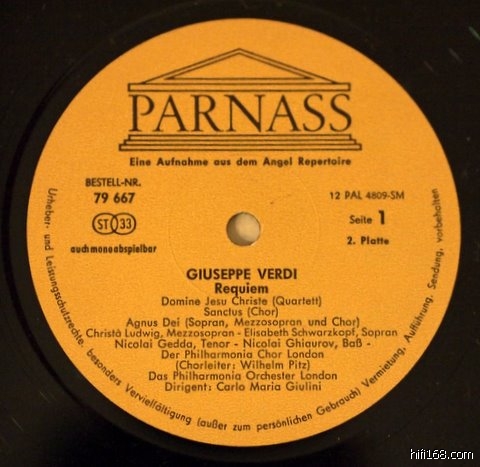 PARNASS
Eine Aufnahme aus dem Angel Repertoire
BESTELL-NR.
79 667
ST 33
auch mono abspielbar
12 PAL 4809-SM
Seite 1
2. Platte
GIUSEPPE VERDI
Requiem
Domine Jesu Christe (Quartett)
Sanctus (Chor)
Agnus Dei (Sopran, Mezzosopran und Chor)
Christà Ludwig, Mezzosopran - Elisabeth Schwarzkopf, Sopran
Nicolai Gedda, Tenor - Nicolai Ghiaurov, Baß -
Der Philharmonia Chor London
(Charleiter: Wilhelm Pitz)
Das Philharmonia Orchester London
Dirigent: Carlo Maria Giulini
Urheber- und Leistungsschutzrechte, besonders Vervielfältigung (außer zum persönlichen Gebrauch) Vermietung, Aufführung, Sendung, vorbehalten
hifi168.com